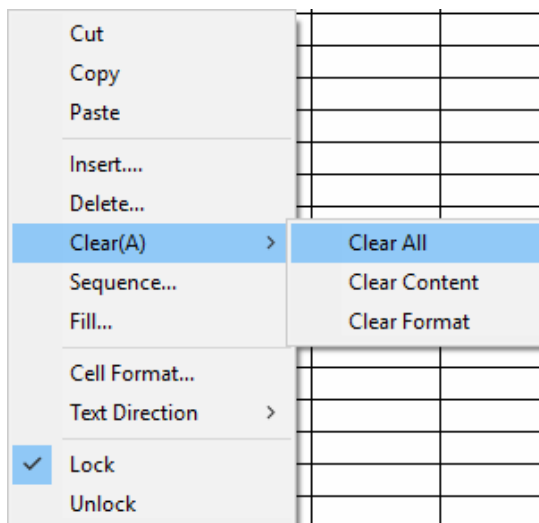 Cut
Copy
Paste
Insert....
Delete...
Clear(A)
Clear All
Sequence...
Clear Content
Fill...
Clear Format
Cell Format...
Text Direction
Lock
Unlock